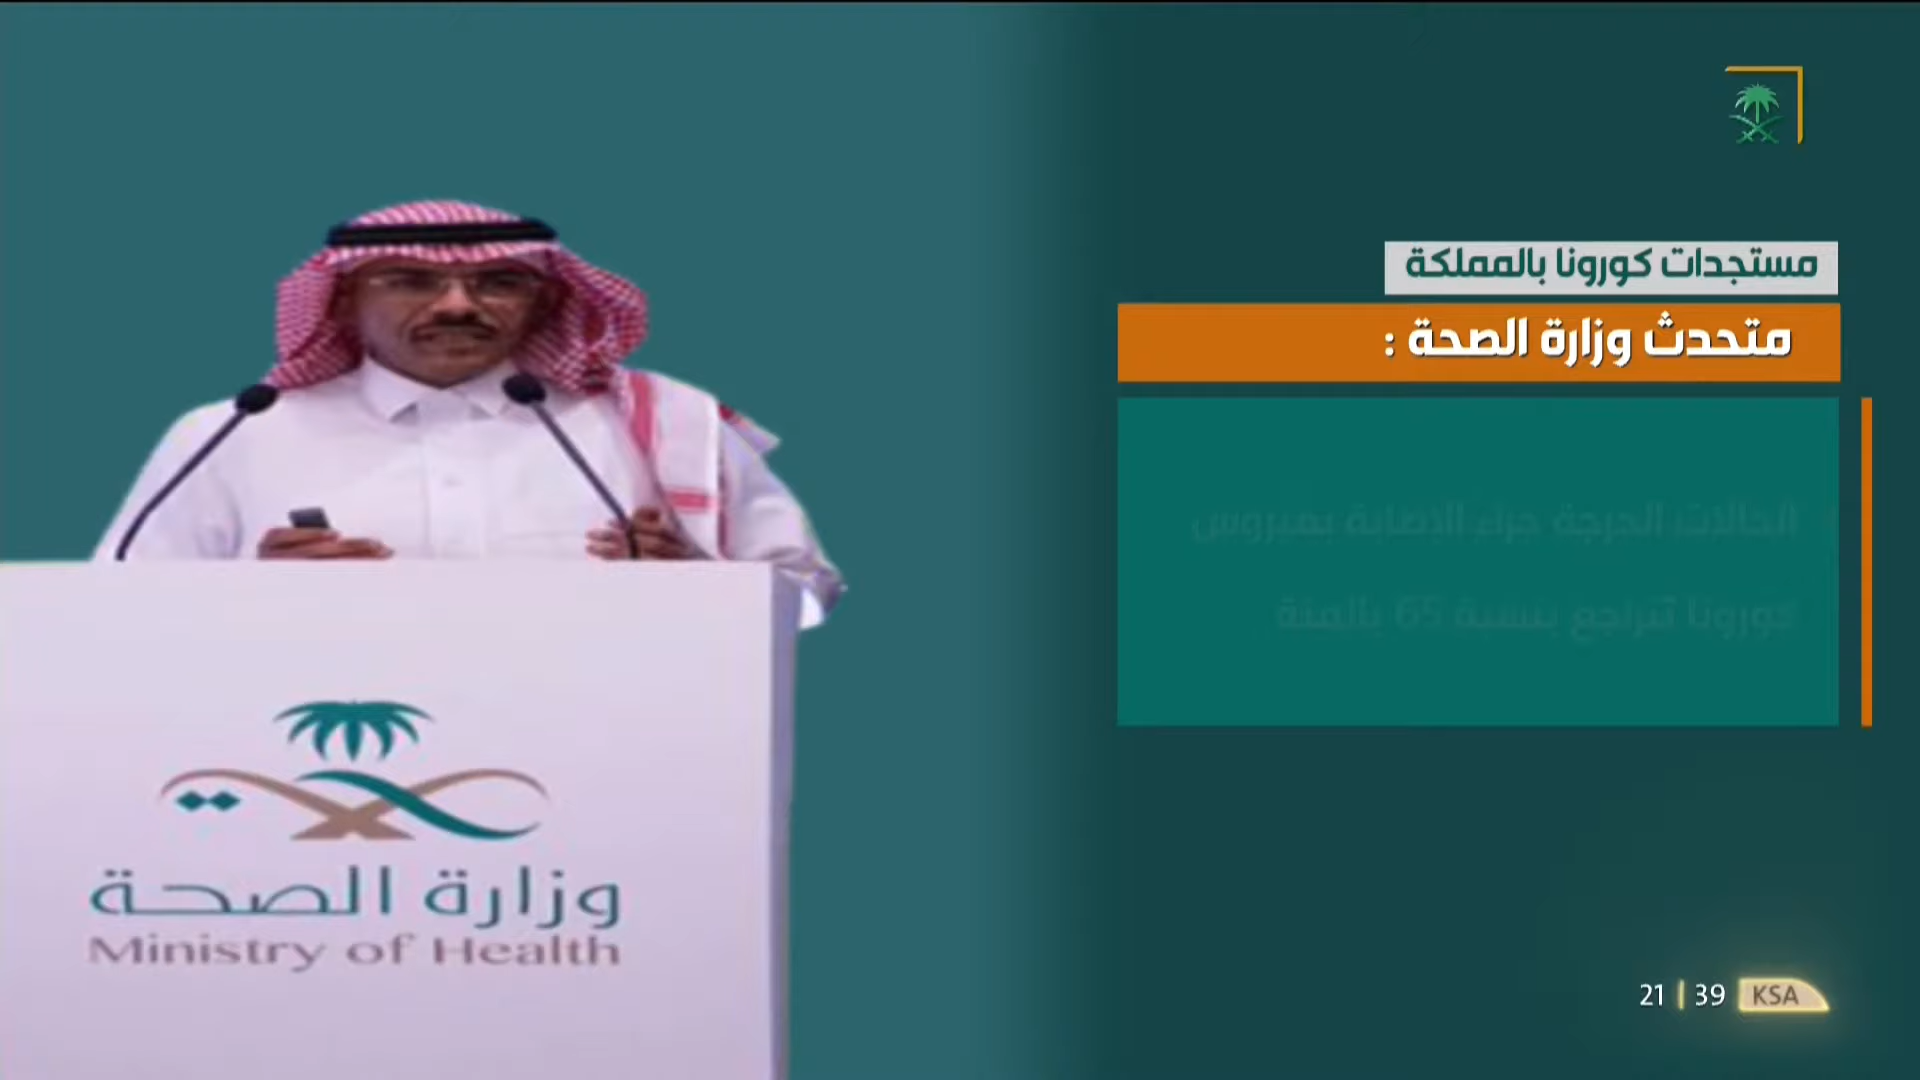 مستجدات كورونا بالمملكة
متحدث وزارة الصحة :
الحالات الحرجة جراء الإصابة بفيروس
كورونا تتراجع بنسبة 65 بالمئة
وزارة الصحة
Ministry of Health
21 | 39 KSA